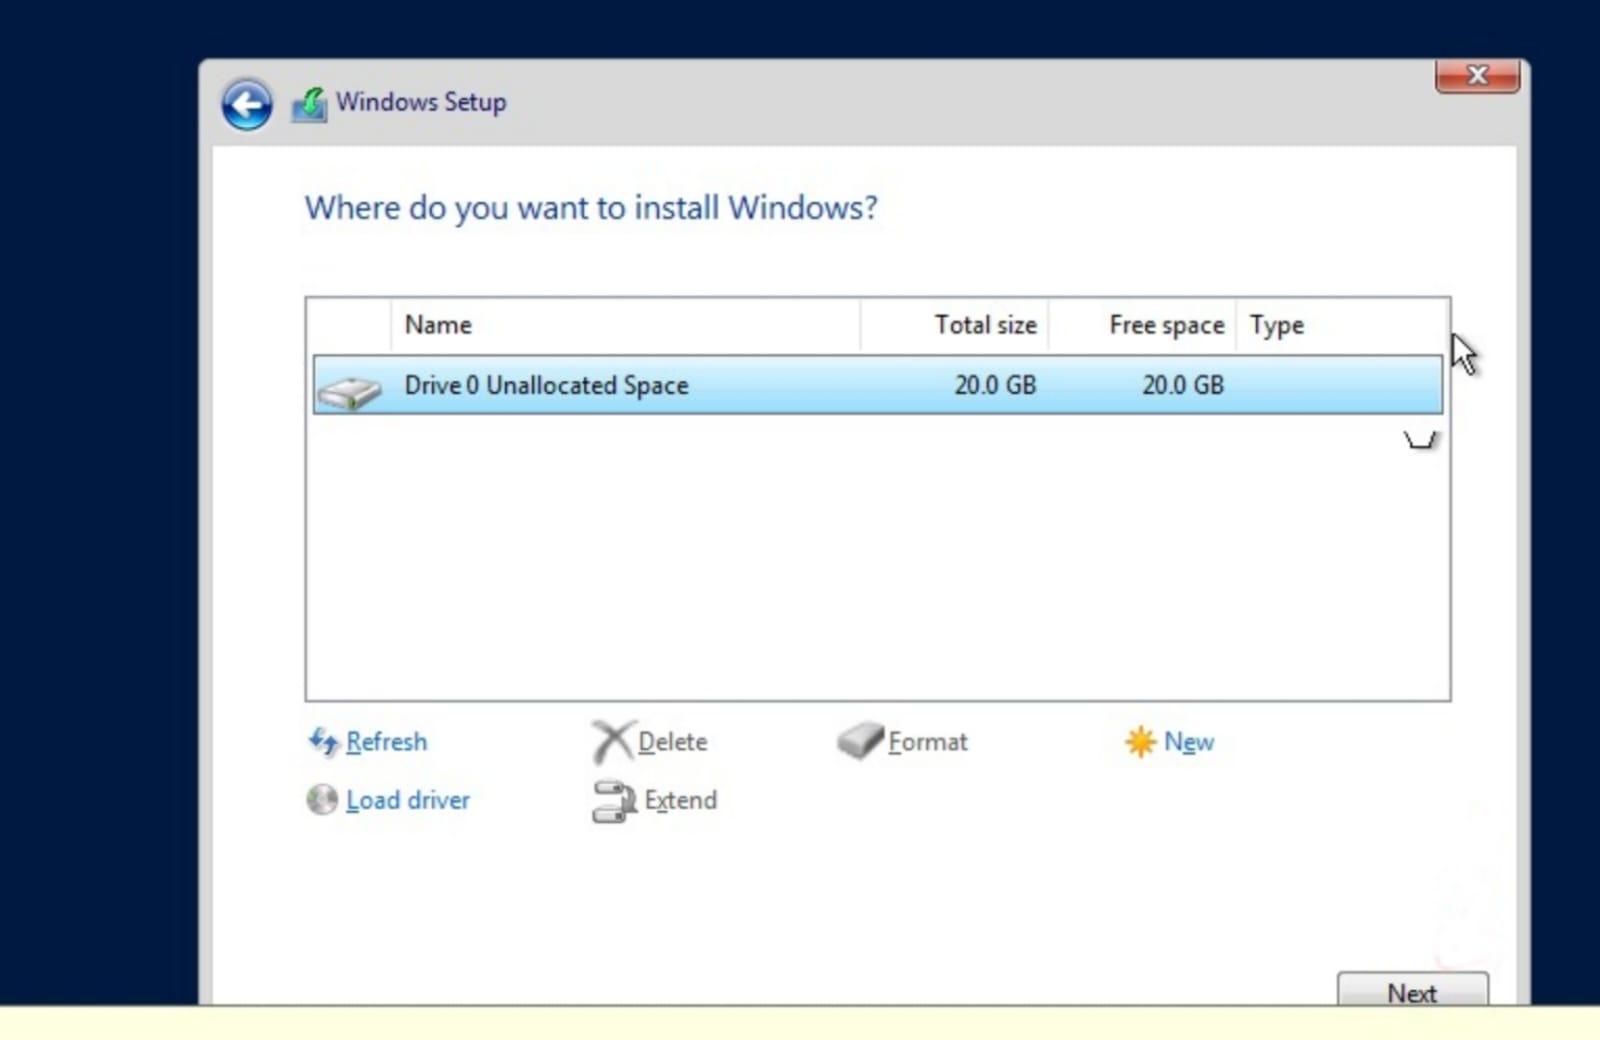 Windows Setup
Where do you want to install Windows?
Name Total size Free space Type
Drive 0 Unallocated Space 20.0 GB 20.0 GB
Refresh Delete Format New
Load driver Extend
Next